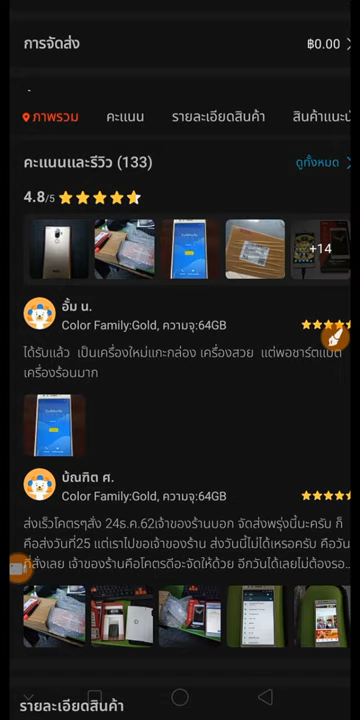 การจัดส่ง
฿0.00
ภาพรวม
คะแนน
รายละเอียดสินค้า
สินค้าแนะนำ
คะแนนและรีวิว (133)
ดูทั้งหมด
4.8/5
+14
อั้ม น.
Color Family:Gold, ความจุ:64GB
ได้รับแล้ว เป็นเครื่องใหม่แกะกล่อง เครื่องสวย แต่พอชาร์ตแบต
เครื่องร้อนมาก
บัณฑิต ศ.
Color Family:Gold, ความจุ:64GB
ส่งเร็วโคตรๆสั่ง 24ธ.ค.62เจ้าของร้านบอก จัดส่งพรุ่งนี้นะครับ ก็
คือส่งวันที่25 แต่เราไปขอเจ้าของร้าน ส่งวันนี้ไม่ได้เหรอครับ คือวัน
ที่สั่งเลย เจ้าของร้านคือโคตรดีอะจัดให้ด้วย อีกวันได้เลยไม่ต้องรอ...
รายละเอียดสินค้า